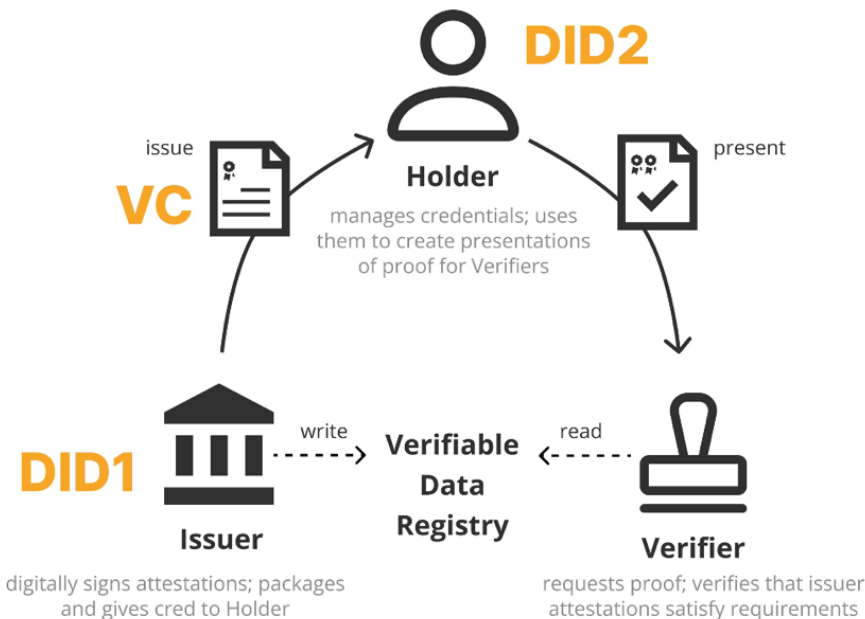 DID2
issue
present
VC
Holder
manages credentials; uses
them to create presentations
of proof for Verifiers
write
read
DID1
Verifiable
Data
Registry
Issuer
digitally signs attestations; packages
and gives cred to Holder
Verifier
requests proof; verifies that issuer
attestations satisfy requirements